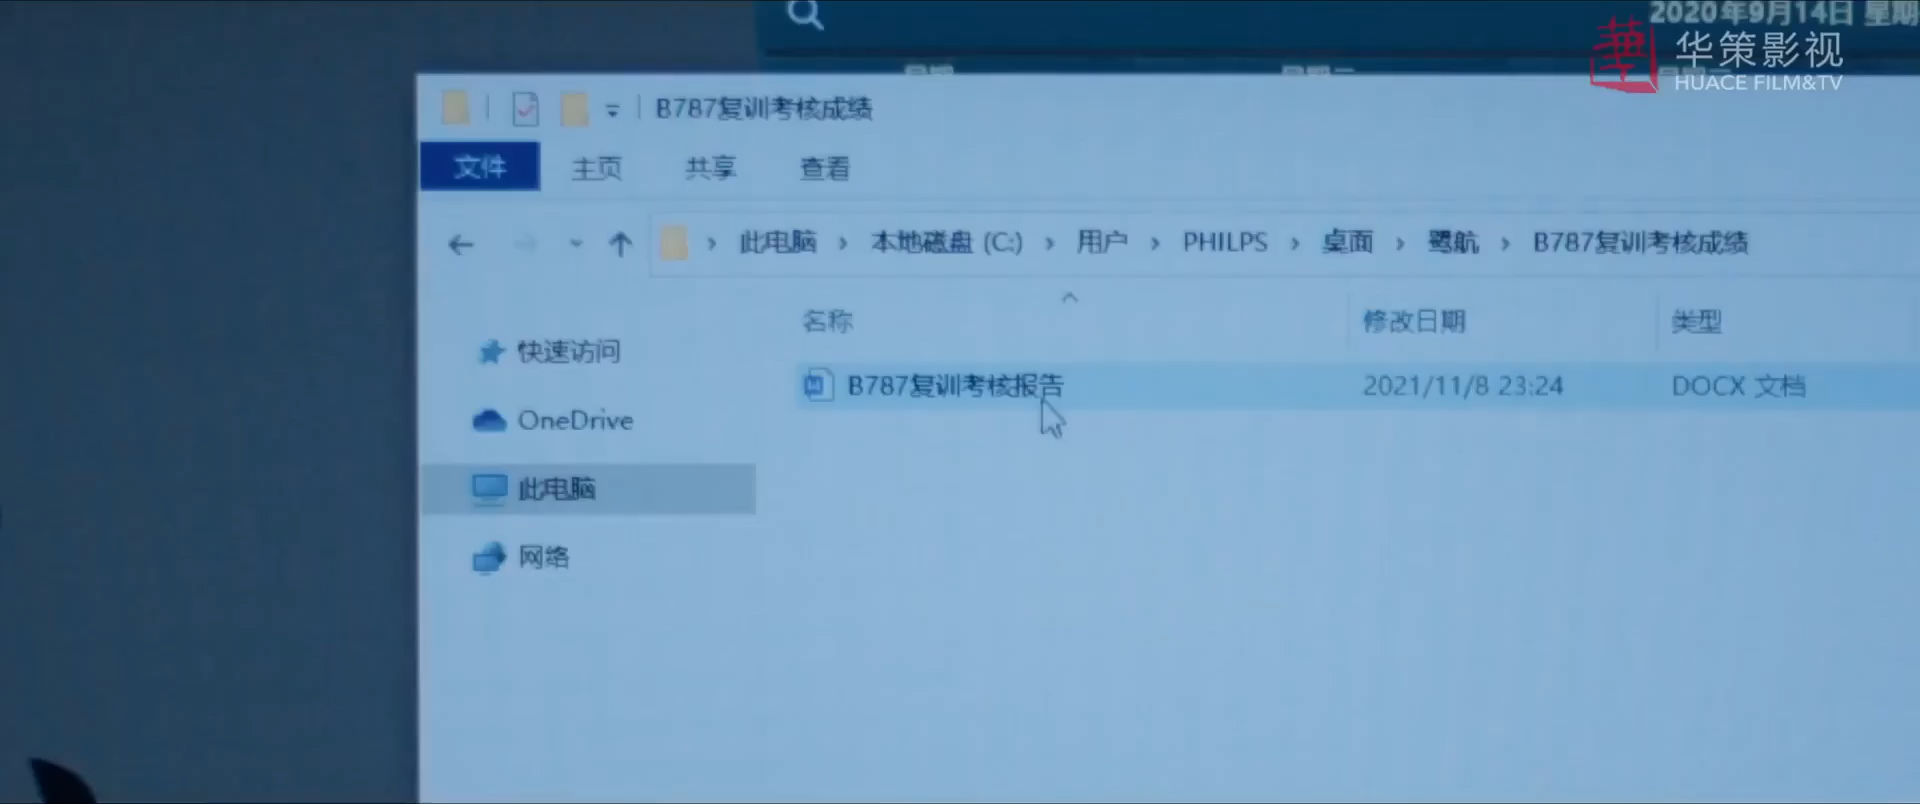 2020年9月14日 星期
华策影视
HUACE FILM&TV
B787复训考核成绩
文件 主页 共享 查看
此电脑 › 本地磁盘 (C:) › 用户 › PHILPS › 桌面 › 鹭航 › B787复训考核成绩
名称 修改日期 类型
快速访问
B787复训考核报告 2021/11/8 23:24 DOCX 文档
OneDrive
此电脑
网络